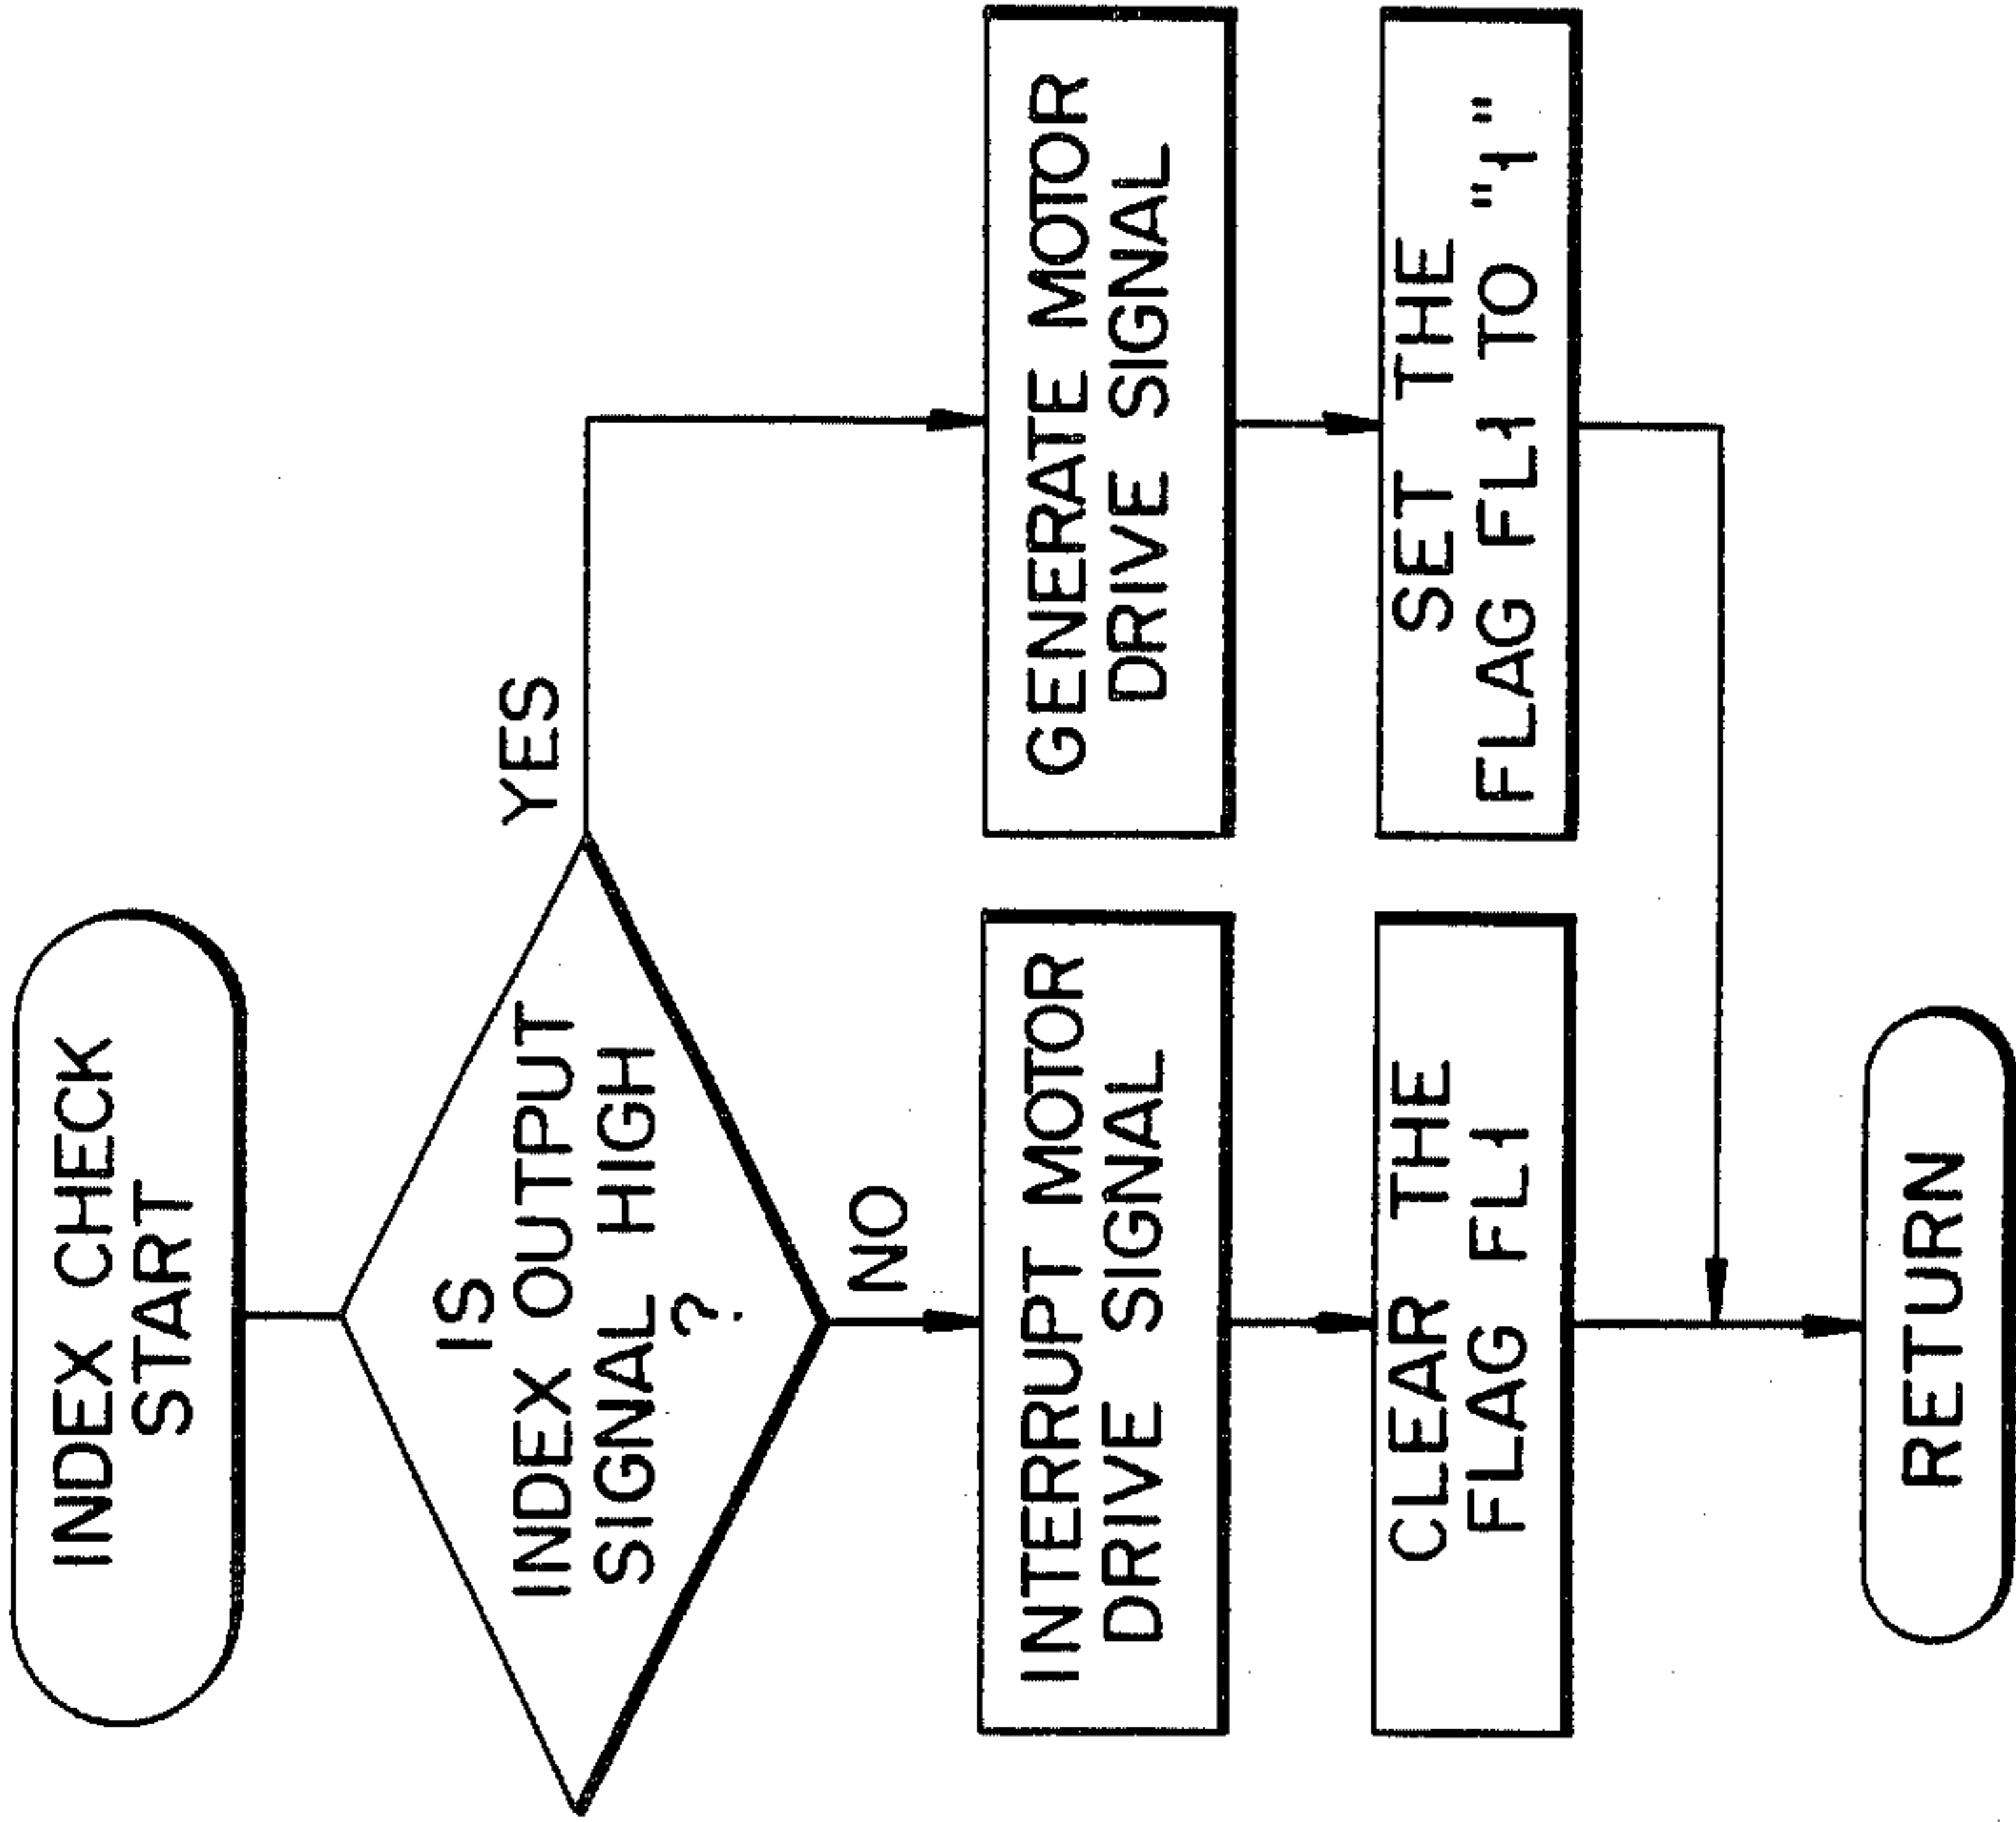 INDEX CHECK
START
IS
INDEX OUTPUT
SIGNAL HIGH
?
YES
NO
INTERRUPT MOTOR
DRIVE SIGNAL
GENERATE MOTOR
DRIVE SIGNAL
CLEAR THE
FLAG FL1
SET THE
FLAG FL1 TO "1"
RETURN